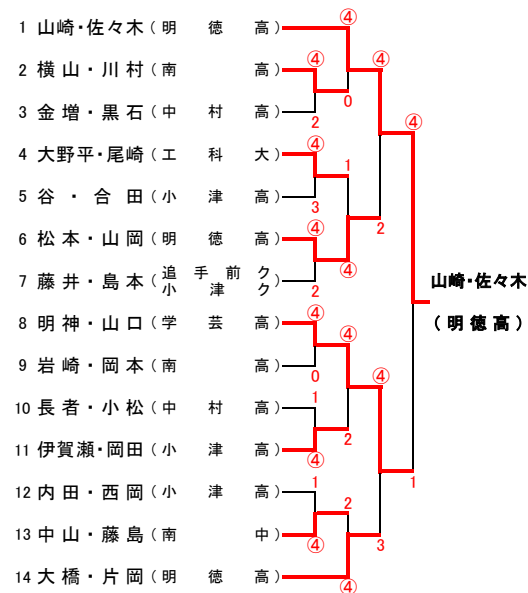 ④
1 山崎・佐々木(明徳高)
④ ④
2 横山・川村(南高)
0
3 金増・黒石(中村高)
2 ④
4 大野平・尾崎(工科大)
④ 1
5 谷・合田(小津高)
3 2
6 松本・山岡(明徳高)
④ ④
7 藤井・島本(追手前ク
小津ク)
2
山崎・佐々木
(明徳高)
8 明神・山口(学芸高)
④ ④
9 岩崎・岡本(南高)
0 ④
10 長者・小松(中村高)
1 2
11 伊賀瀬・岡田(小津高)
④ 1
12 内田・西岡(小津高)
1 2
13 中山・藤島(南中)
④ 3
14 大橋・片岡(明徳高)
④